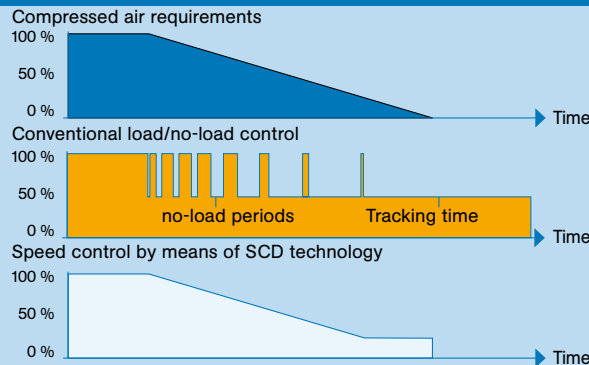 Compressed air requirements
100 %
50 %
0 %
Time
Conventional load/no-load control
100 %
50 %
no-load periods Tracking time
0 %
Time
Speed control by means of SCD technology
100 %
50 %
0 %
Time